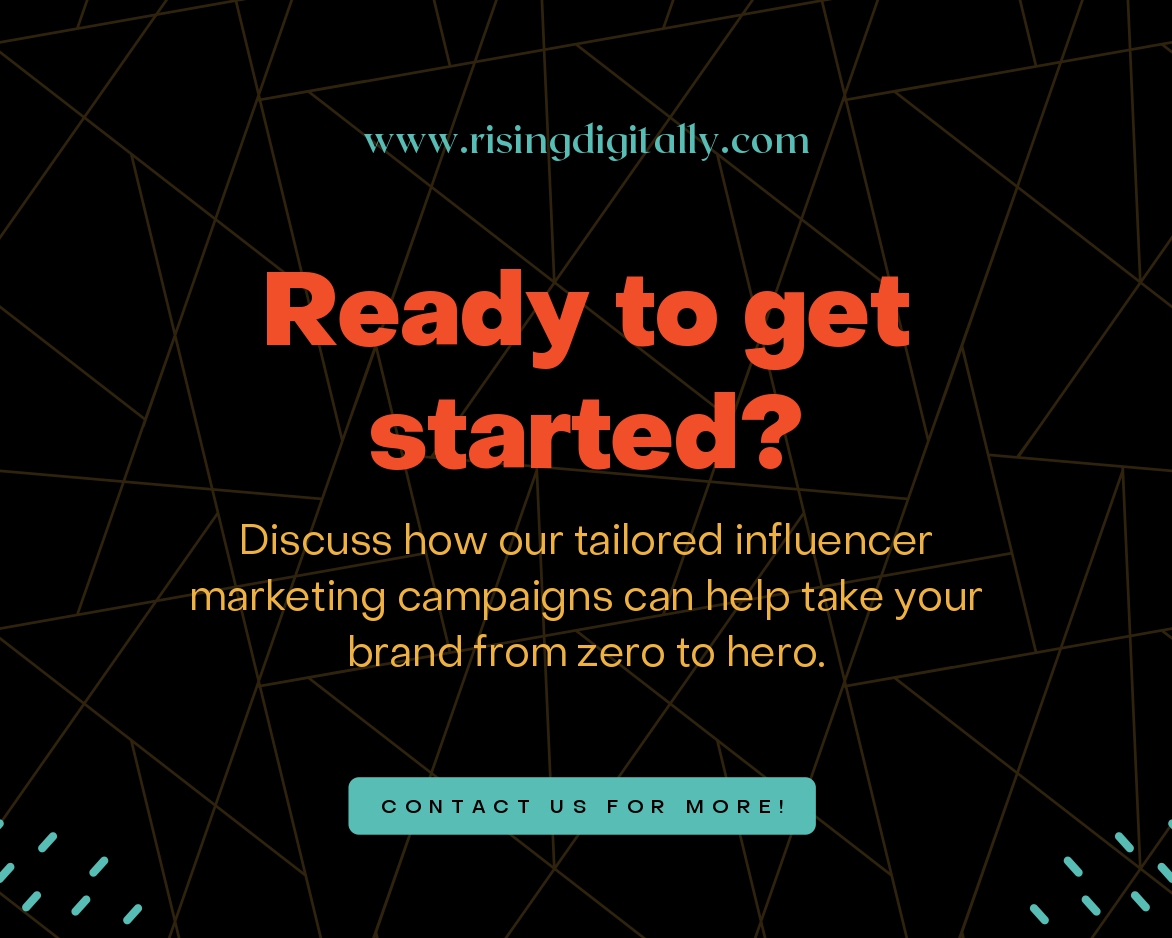 www.risingdigitally.com
Ready to get
started?
Discuss how our tailored influencer
marketing campaigns can help take your
brand from zero to hero.
CONTACT US FOR MORE!